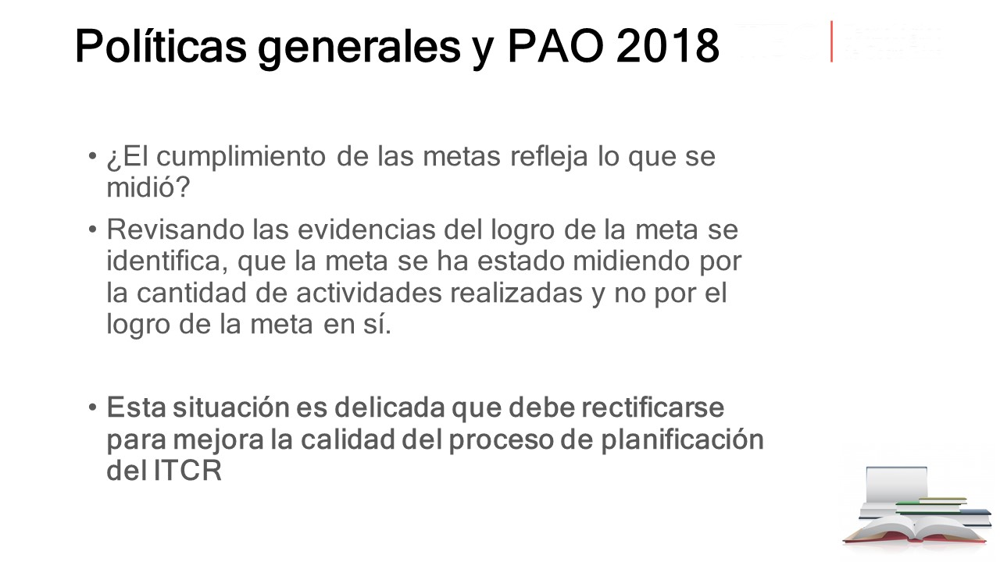 Políticas generales y PAO 2018
• ¿El cumplimiento de las metas refleja lo que se
midió?
• Revisando las evidencias del logro de la meta se
identifica, que la meta se ha estado midiendo por
la cantidad de actividades realizadas y no por el
logro de la meta en sí.
• Esta situación es delicada que debe rectificarse
para mejora la calidad del proceso de planificación
del ITCR